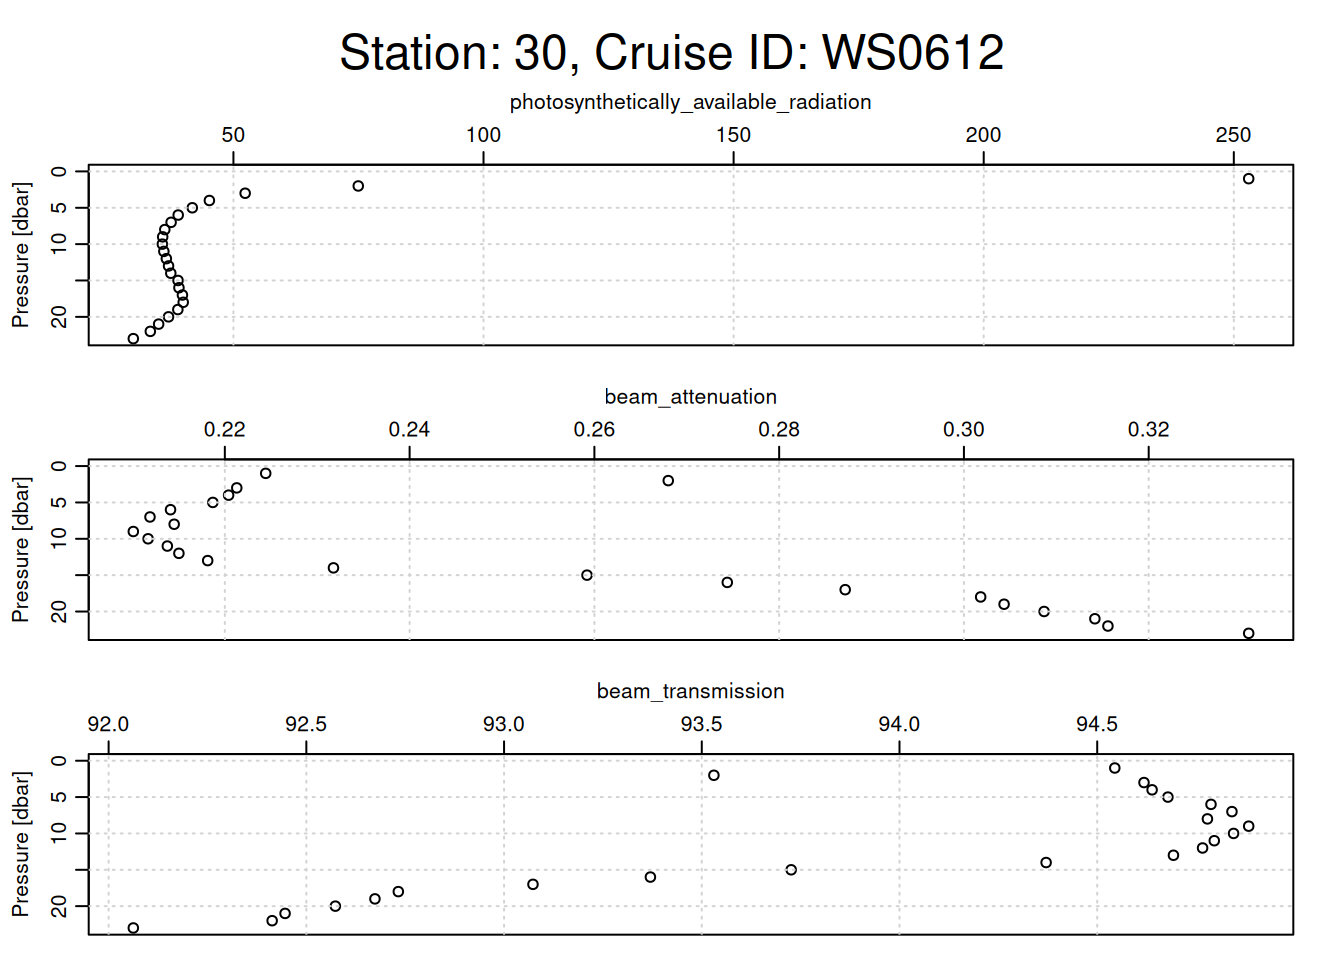 Station: 30, Cruise ID: WS0612
photosynthetically_available_radiation
50 100 150 200 250
Pressure [dbar]
0
5
10
20
beam_attenuation
0.22 0.24 0.26 0.28 0.30 0.32
Pressure [dbar]
0
5
10
20
beam_transmission
92.0 92.5 93.0 93.5 94.0 94.5
Pressure [dbar]
0
5
10
20